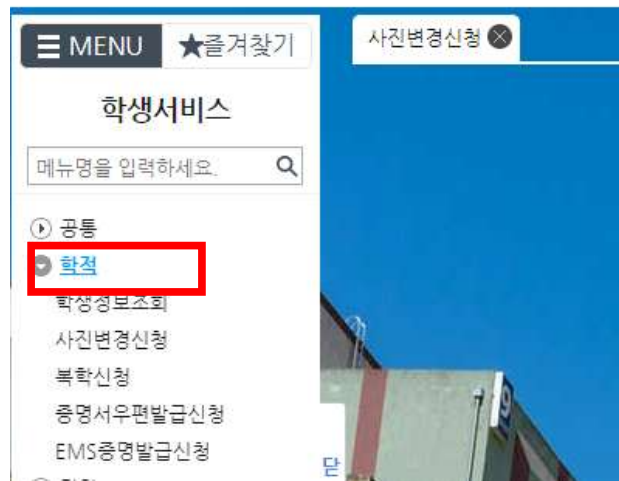 MENU ★즐겨찾기
사진변경신청
학생서비스
메뉴명을 입력하세요.
공통
학적
학생정보조회
사진변경신청
복학신청
증명서우편발급신청
EMS증명발급신청
닫
9